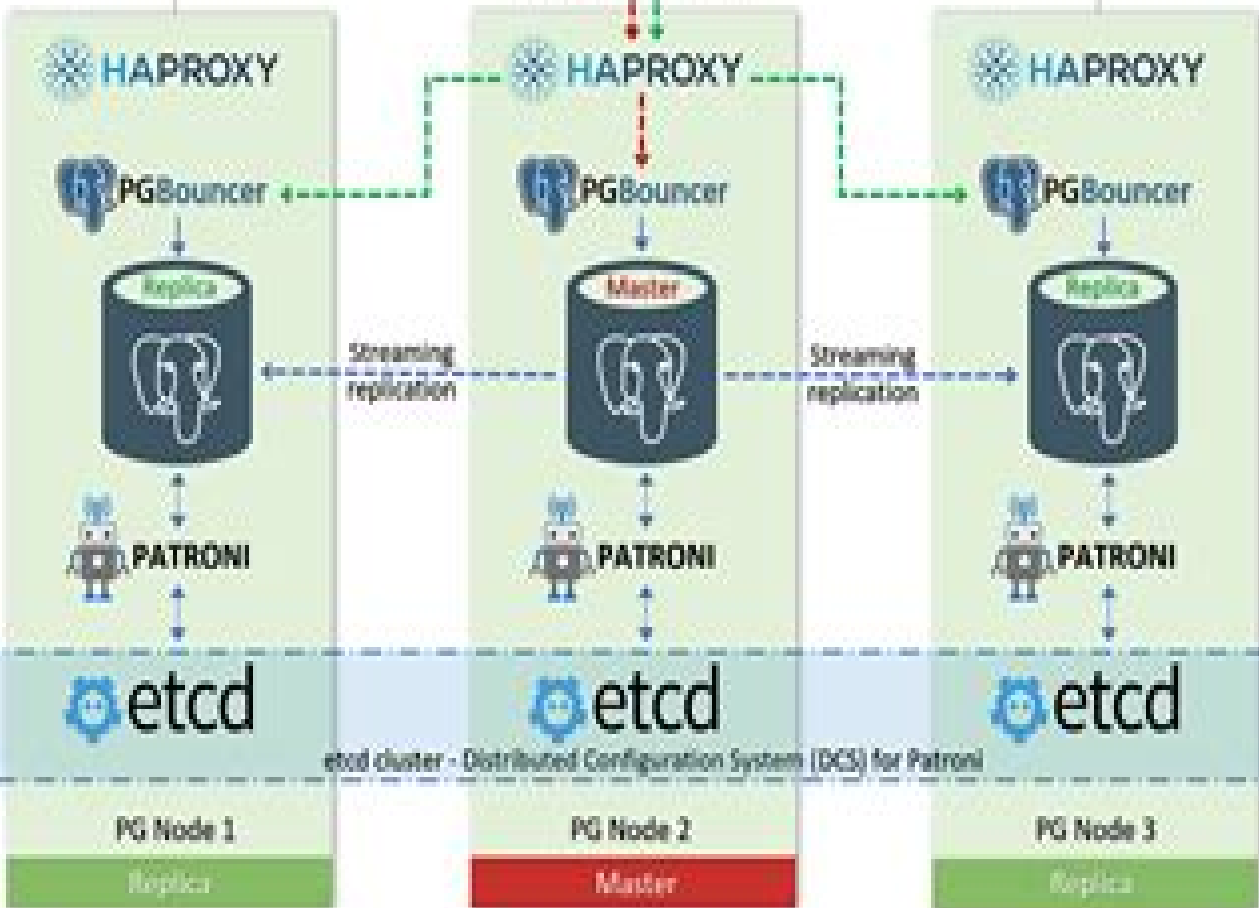 HAPROXY
HAPROXY
HAPROXY
PGBouncer
PGBouncer
PGBouncer
Replica
Master
Replica
Streaming
replication
Streaming
replication
PATRONI
PATRONI
PATRONI
etcd
etcd
etcd
etcd cluster - Distributed Configuration System (DCS) for Patroni
PG Node 1
PG Node 2
PG Node 3
Replica
Master
Replica